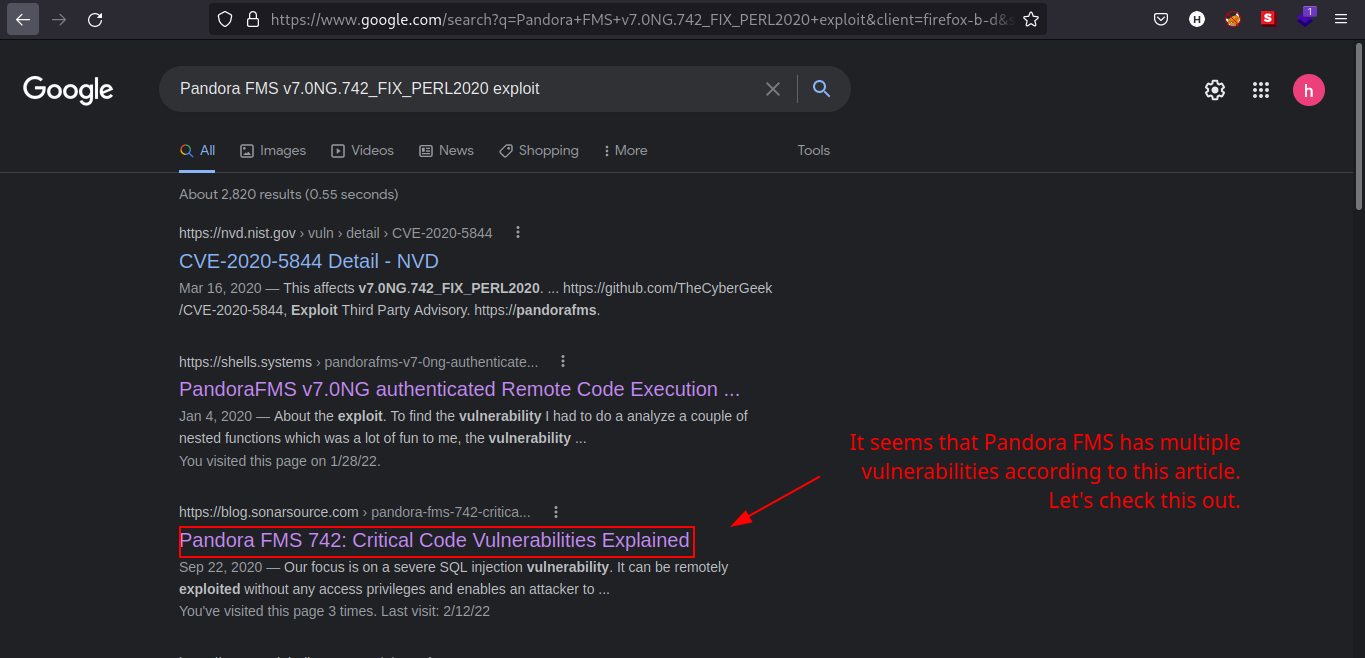 https://www.google.com/search?q=Pandora+FMS+v7.0NG.742_FIX_PERL2020+exploit&client=firefox-b-d&s
H
S
1
Google
Pandora FMS v7.0NG.742_FIX_PERL2020 exploit
h
All Images Videos News Shopping More Tools
About 2,820 results (0.55 seconds)
https://nvd.nist.gov › vuln › detail › CVE-2020-5844
CVE-2020-5844 Detail - NVD
Mar 16, 2020 — This affects v7.0NG.742_FIX_PERL2020. ... https://github.com/TheCyberGeek
/CVE-2020-5844, Exploit Third Party Advisory. https://pandorafms.
https://shells.systems › pandorafms-v7-0ng-authenticate...
PandoraFMS v7.0NG authenticated Remote Code Execution ...
Jan 4, 2020 — About the exploit. To find the vulnerability I had to do a analyze a couple of
nested functions which was a lot of fun to me, the vulnerability ...
You visited this page on 1/28/22.
It seems that Pandora FMS has multiple
vulnerabilities according to this article.
Let's check this out.
https://blog.sonarsource.com › pandora-fms-742-critica...
Pandora FMS 742: Critical Code Vulnerabilities Explained
Sep 22, 2020 — Our focus is on a severe SQL injection vulnerability. It can be remotely
exploited without any access privileges and enables an attacker to ...
You've visited this page 3 times. Last visit: 2/12/22